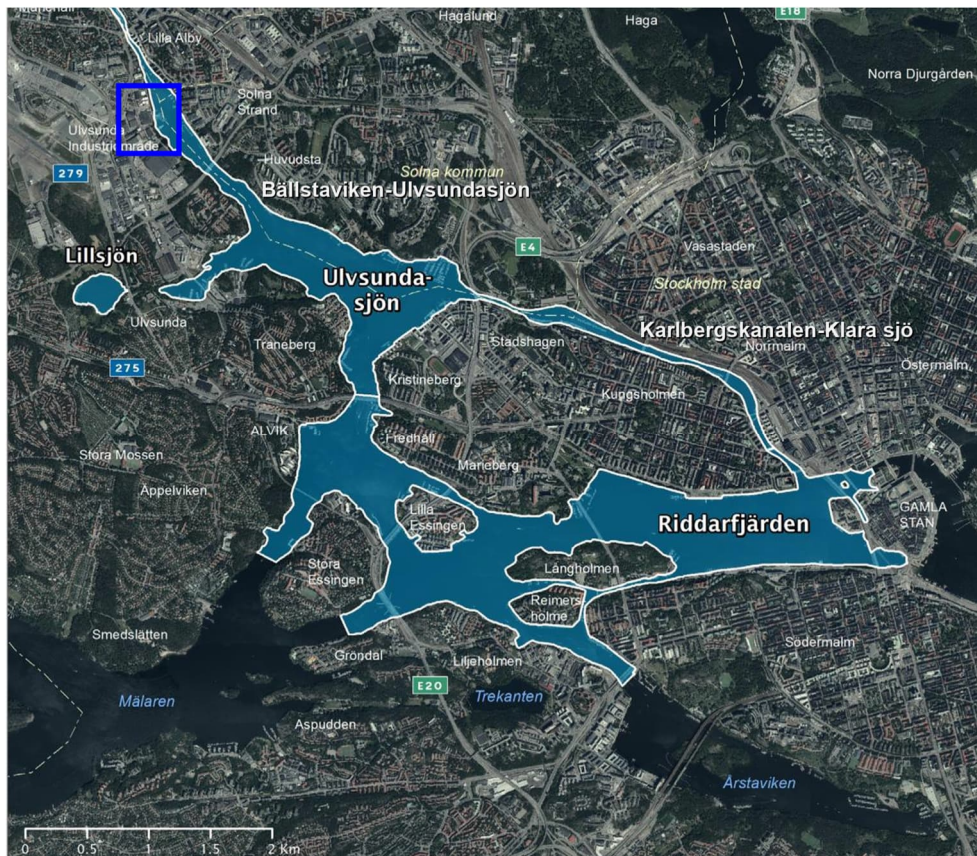 Hagalund
Haga
E18
Lilla Alby
Norra Djurgården
Solna
Strand
Ulvsunda
Industriområde
Huvudsta
Solna kommun
279
Bällstaviken-Ulvsundasjön
E4
Vasastaden
Lillsjön
Ulvsunda-
sjön
Stockholm stad
Ulvsunda
Karlbergskanalen-Klara sjö
Traneberg
Stadshagen
Norrmalm
Östermalm
275
Kristineberg
Kungsholmen
ALVIK
Fredhäll
Stora Mossen
Marieberg
Äppelviken
Lilla
Essingen
GAMLA
STAN
Riddarfjärden
Stora
Essingen
Långholmen
Reimers
holme
Smedslätten
Södermalm
Gröndal
Liljeholmen
E20
Mälaren
Trekanten
Aspudden
Årstaviken
0 0.5 1 1.5 2 Km